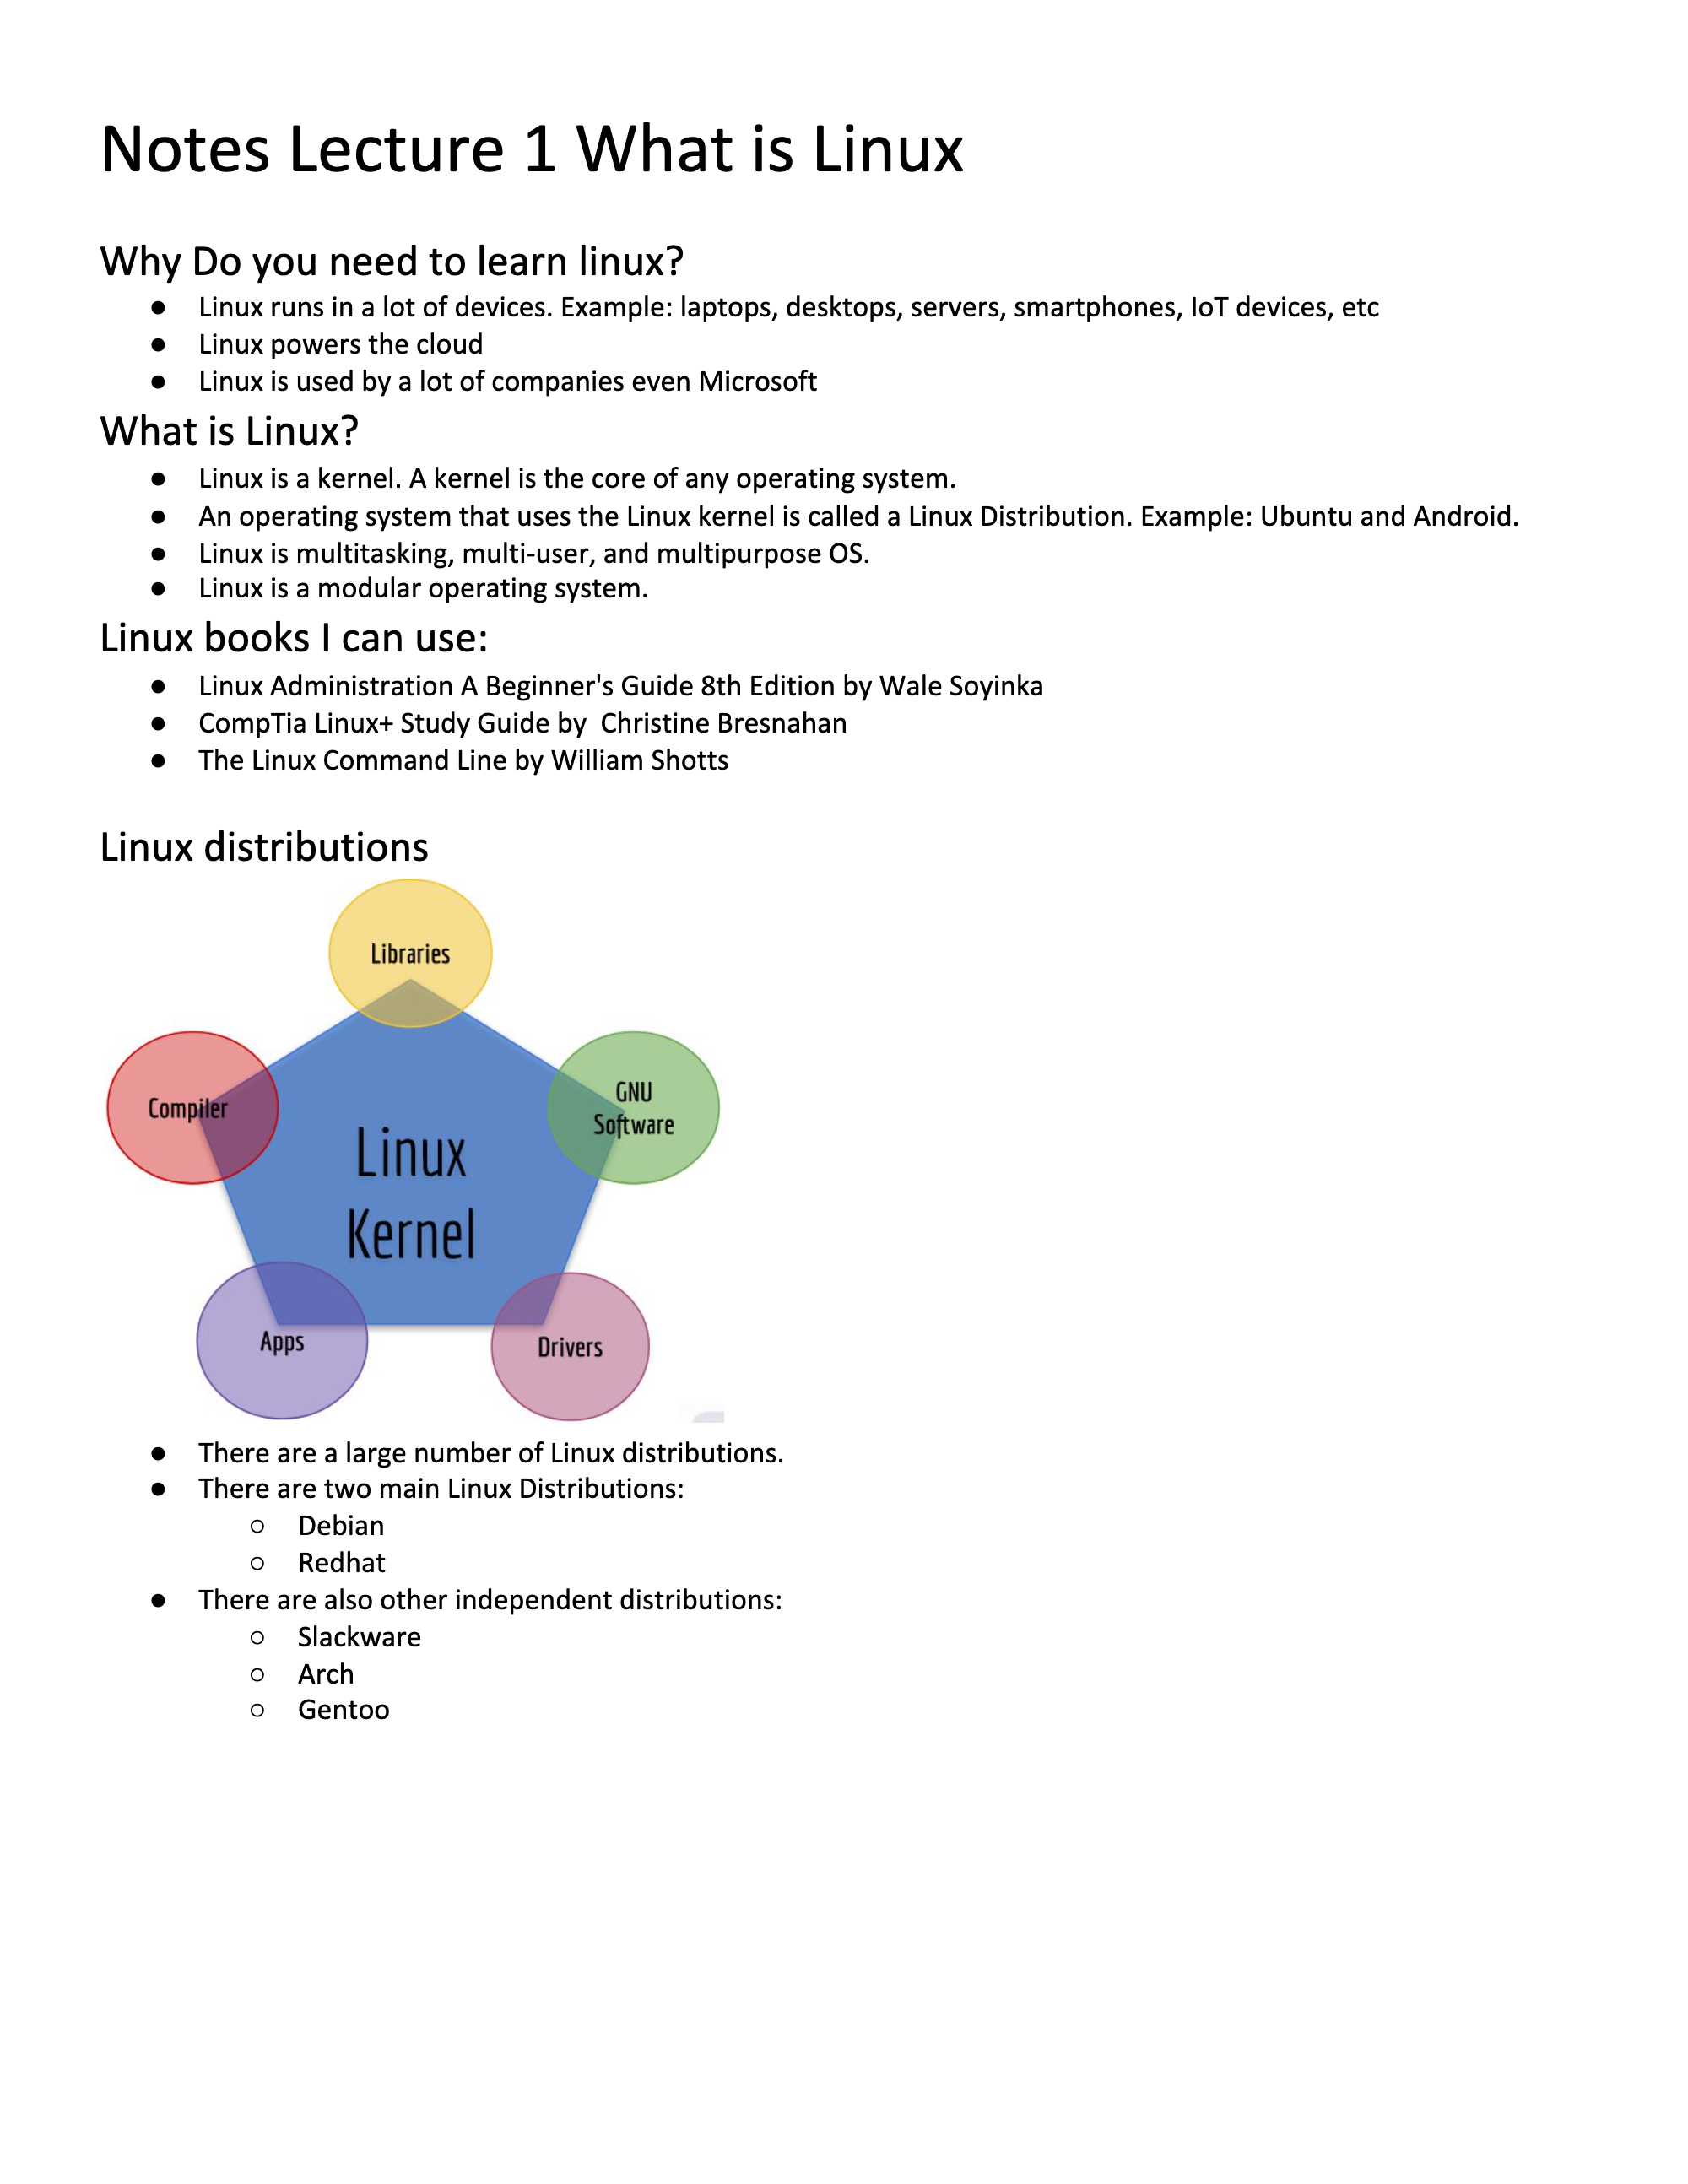 Notes Lecture 1 What is Linux
Why Do you need to learn linux?
● Linux runs in a lot of devices. Example: laptops, desktops, servers, smartphones, IoT devices, etc
● Linux powers the cloud
● Linux is used by a lot of companies even Microsoft
What is Linux?
● Linux is a kernel. A kernel is the core of any operating system.
● An operating system that uses the Linux kernel is called a Linux Distribution. Example: Ubuntu and Android.
● Linux is multitasking, multi-user, and multipurpose OS.
● Linux is a modular operating system.
Linux books I can use:
● Linux Administration A Beginner's Guide 8th Edition by Wale Soyinka
● CompTia Linux+ Study Guide by  Christine Bresnahan
● The Linux Command Line by William Shotts
Linux distributions
Libraries
Compiler
GNU
Software
Linux
Kernel
Apps
Drivers
● There are a large number of Linux distributions.
● There are two main Linux Distributions:
○ Debian
○ Redhat
● There are also other independent distributions:
○ Slackware
○ Arch
○ Gentoo